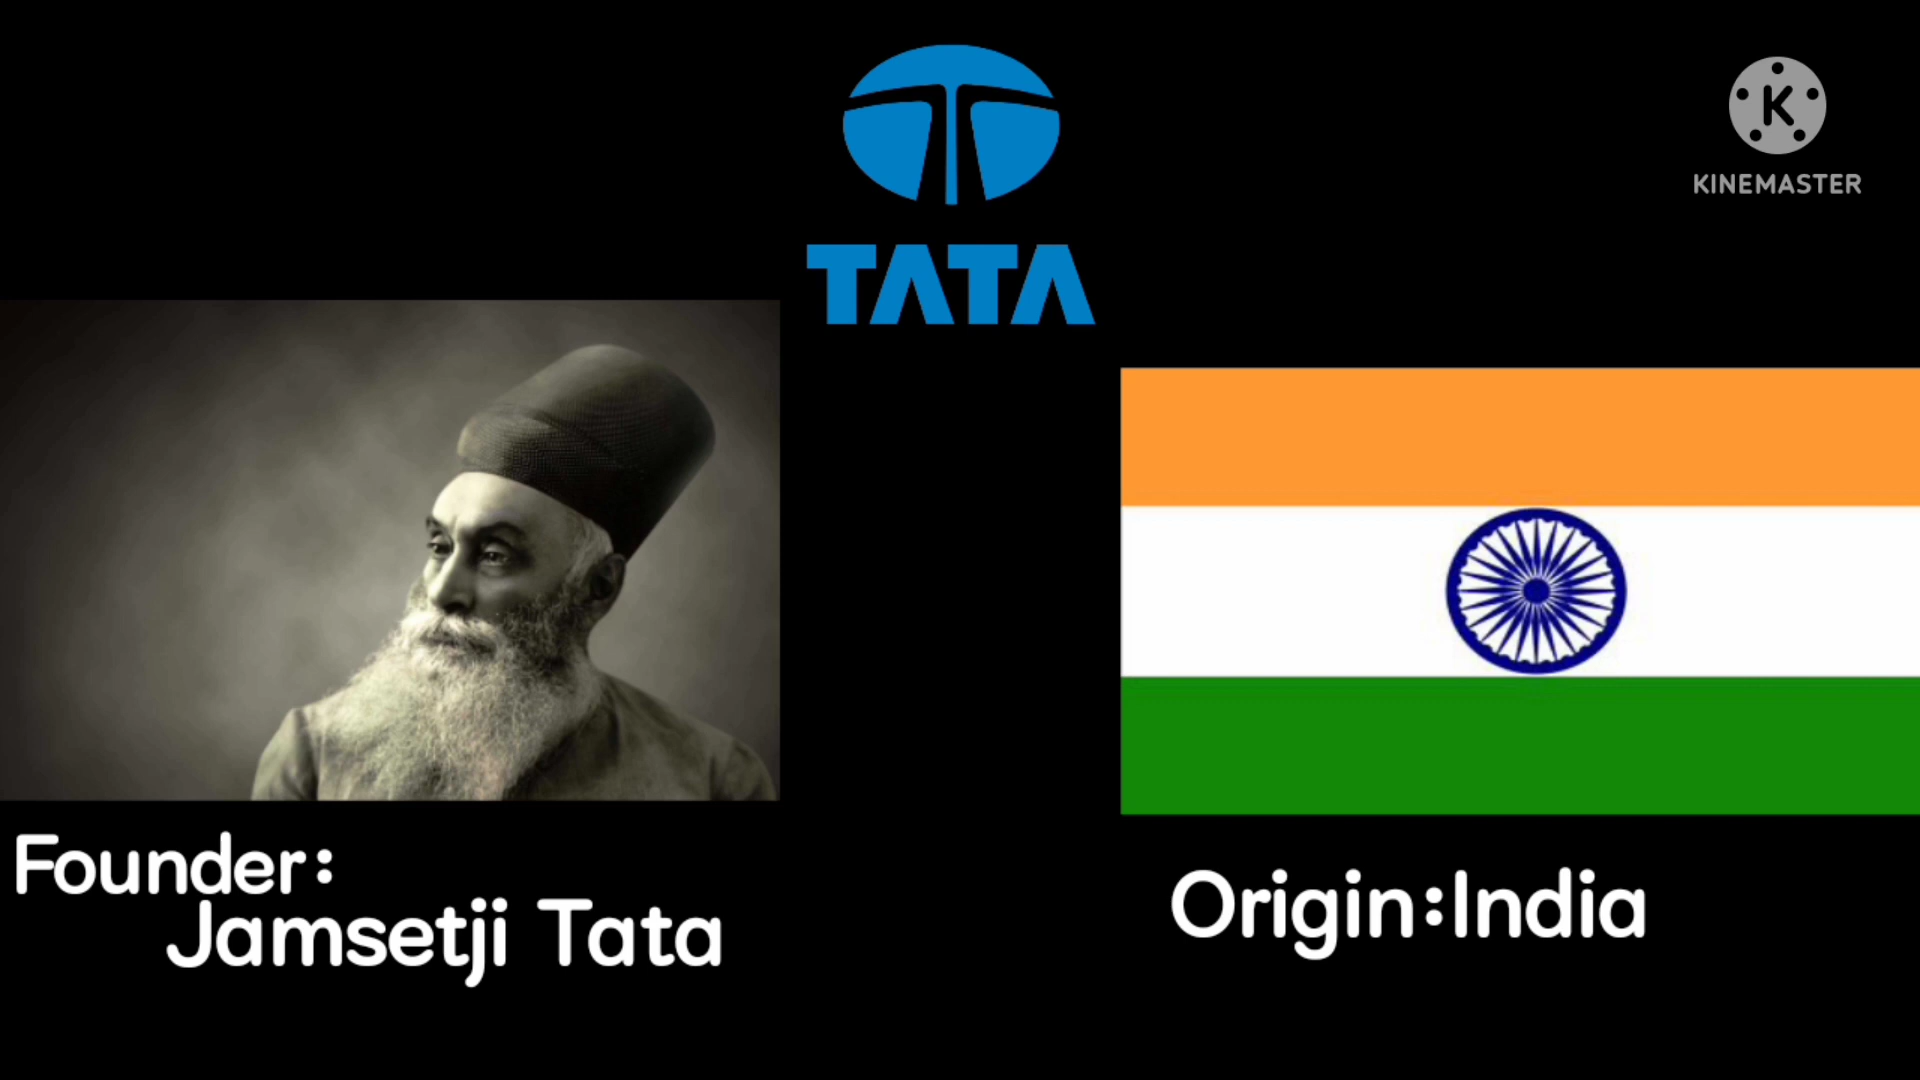 TATA
KINEMASTER
Founder:
Jamsetji Tata
Origin:India